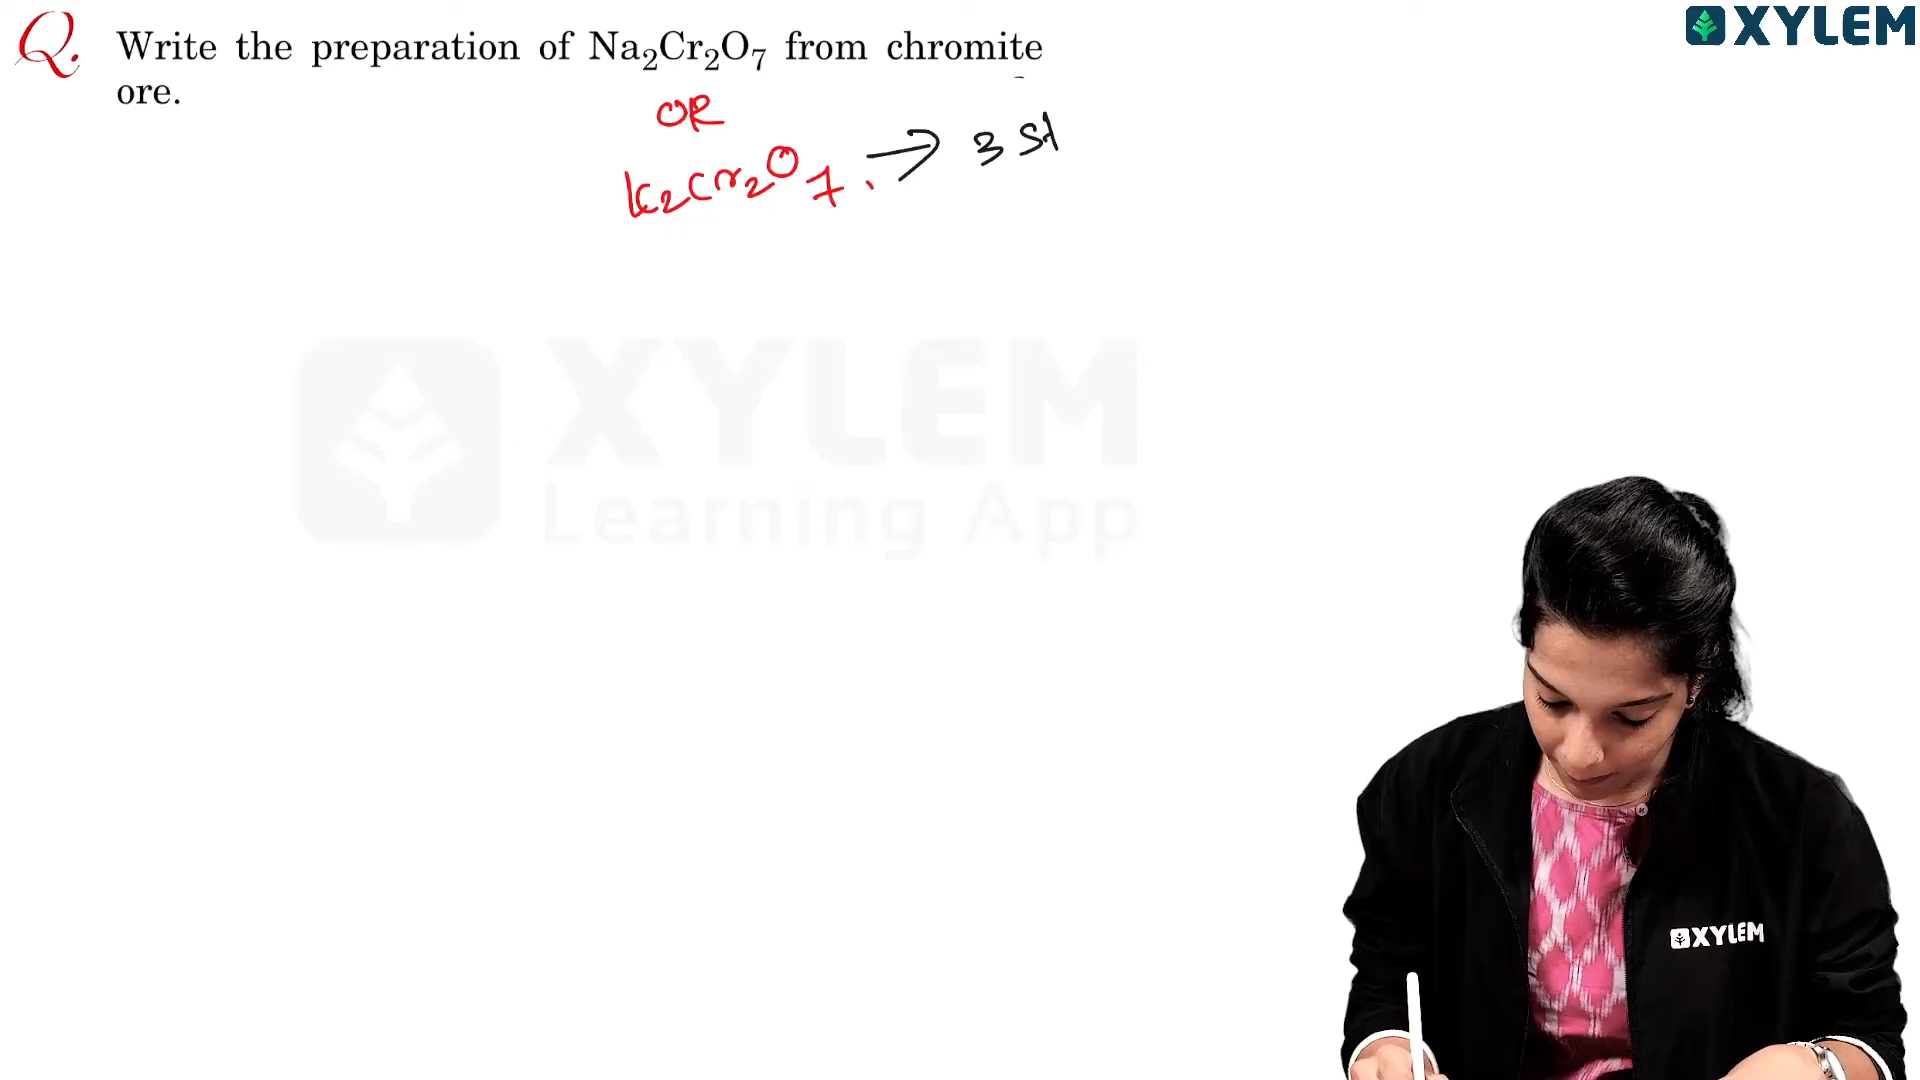 Q. Write the preparation of Na₂Cr₂O₇ from chromite
ore.
OR
K₂Cr₂O₇. → 3 st
XYLEM
XYLEM
Learning App
XYLEM